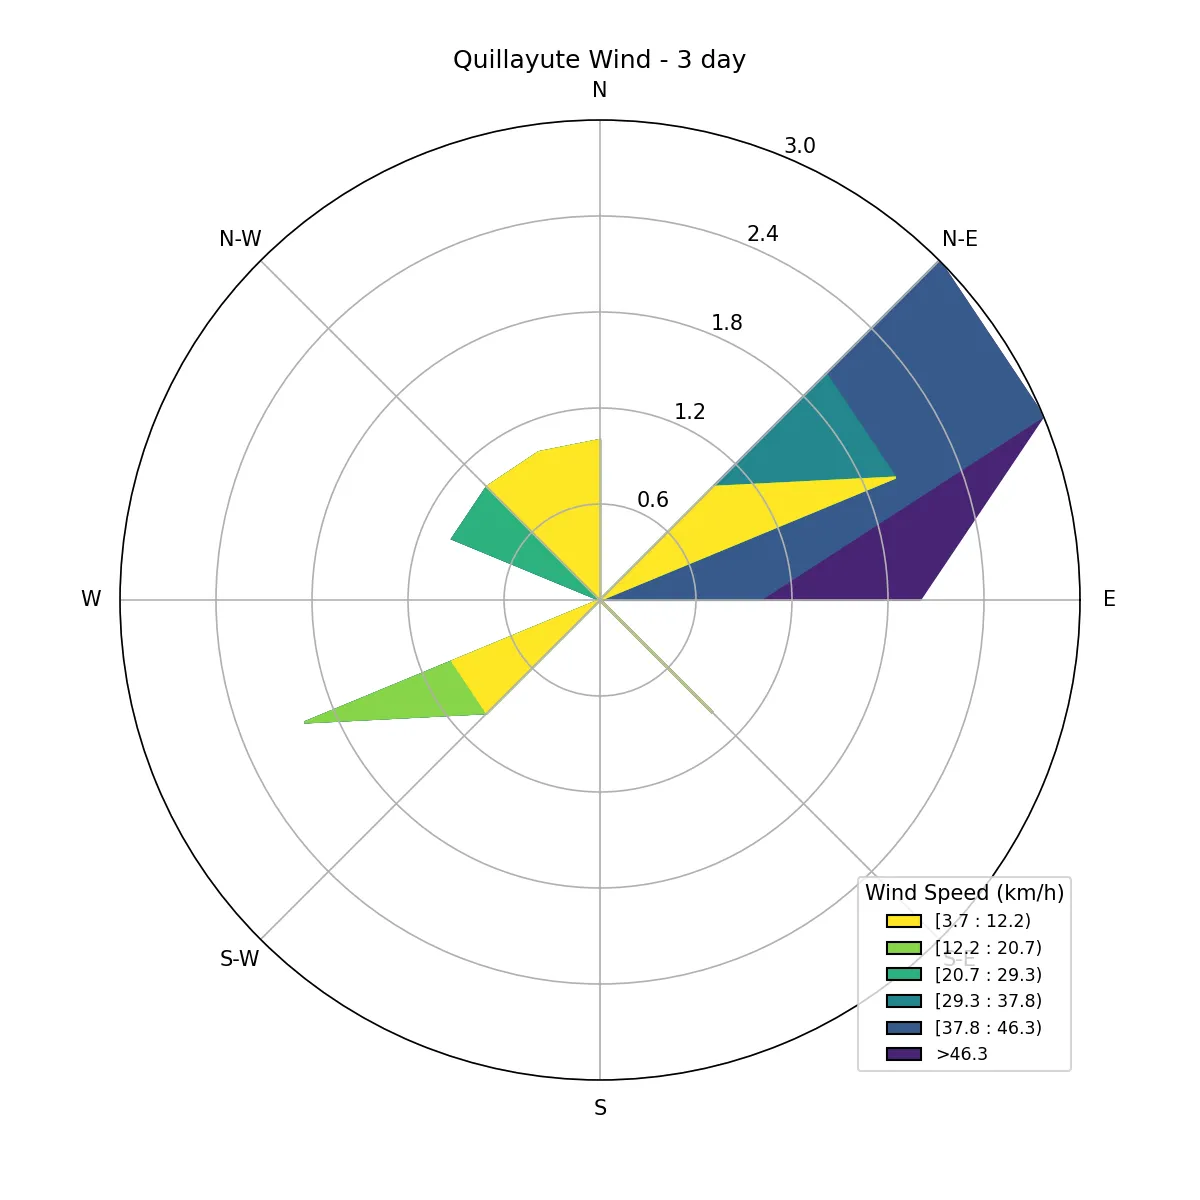 Quillayute Wind - 3 day
N
3.0
N-W
2.4
N-E
1.8
1.2
0.6
W
E
S-W
S-E
S
Wind Speed (km/h)
[3.7 : 12.2)
[12.2 : 20.7)
[20.7 : 29.3)
[29.3 : 37.8)
[37.8 : 46.3)
>46.3